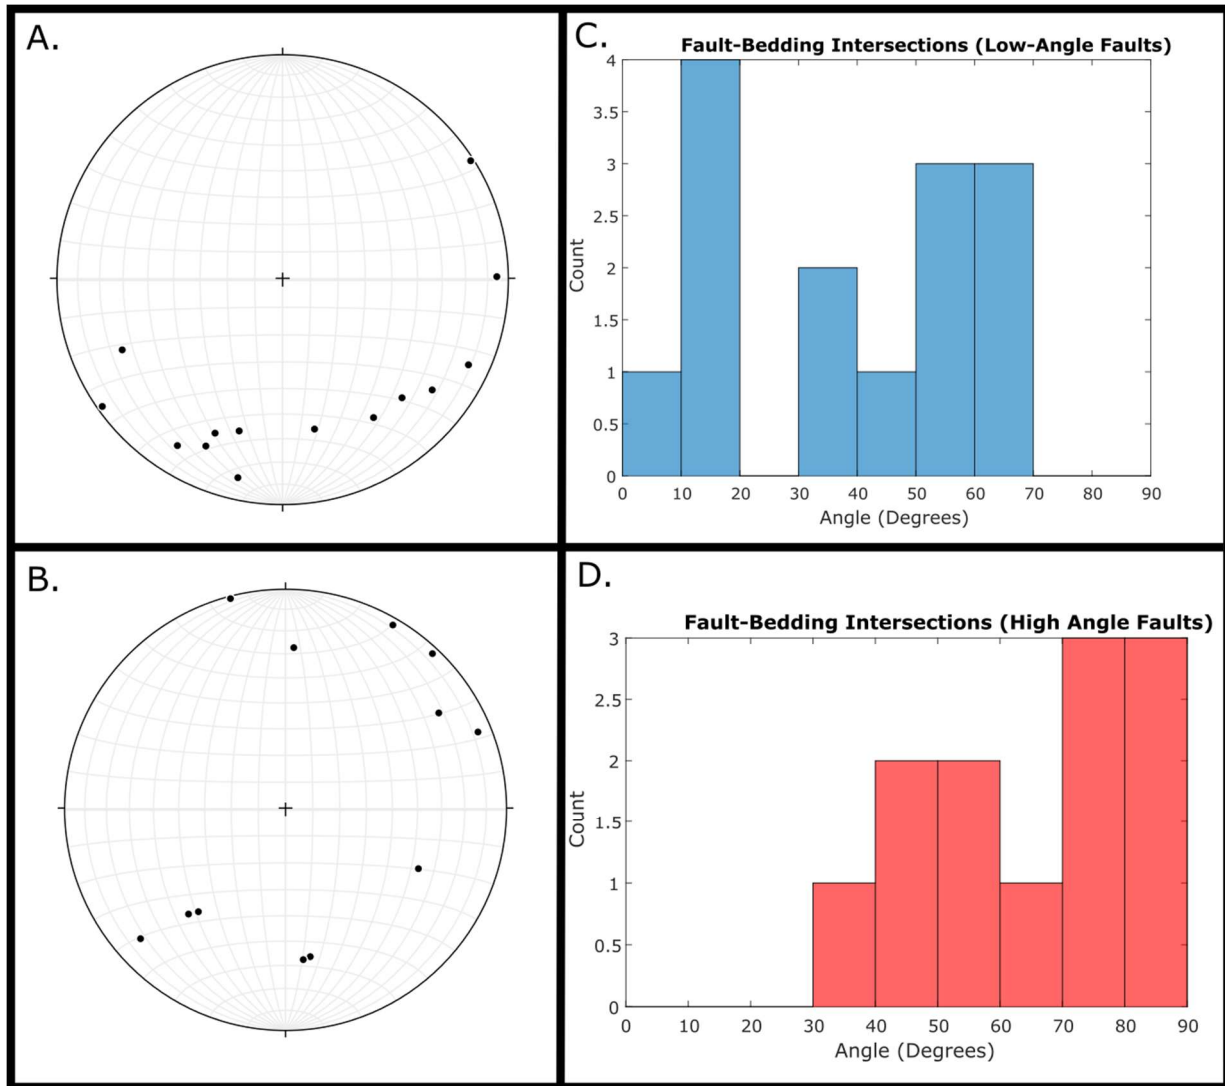 A.
C.
Fault-Bedding Intersections (Low-Angle Faults)
4
3.5
3
2.5
2
1.5
1
0.5
0
Count
0 10 20 30 40 50 60 70 80 90
Angle (Degrees)
B.
D.
Fault-Bedding Intersections (High Angle Faults)
3
2.5
2
1.5
1
0.5
0
Count
0 10 20 30 40 50 60 70 80 90
Angle (Degrees)